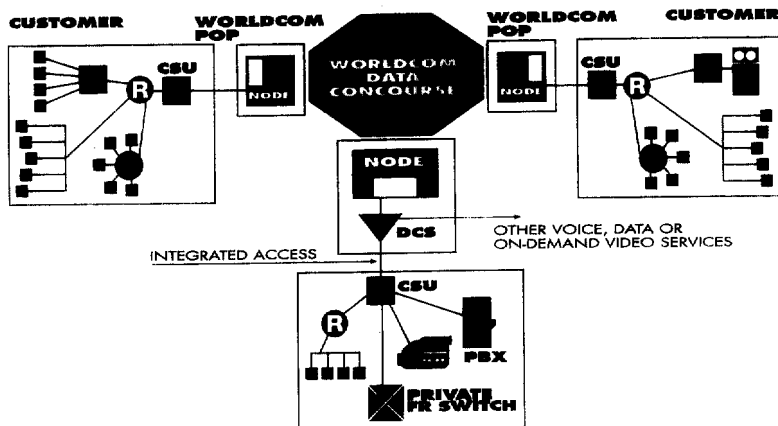 CUSTOMER
WORLDCOM
POP
WORLDCOM
POP
CUSTOMER
CSU
R
NODE
WORLDCOM
DATA
CONCOURSE
NODE
CSU
R
NODE
DCS
OTHER VOICE, DATA OR
ON-DEMAND VIDEO SERVICES
INTEGRATED ACCESS
CSU
R
PBX
PRIVATE
FR SWITCH